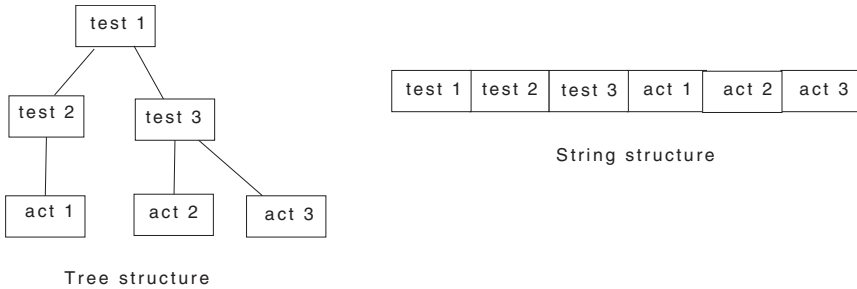 test 1
test 2
test 3
act 1
act 2
act 3
Tree structure
test 1 test 2 test 3 act 1 act 2 act 3
String structure